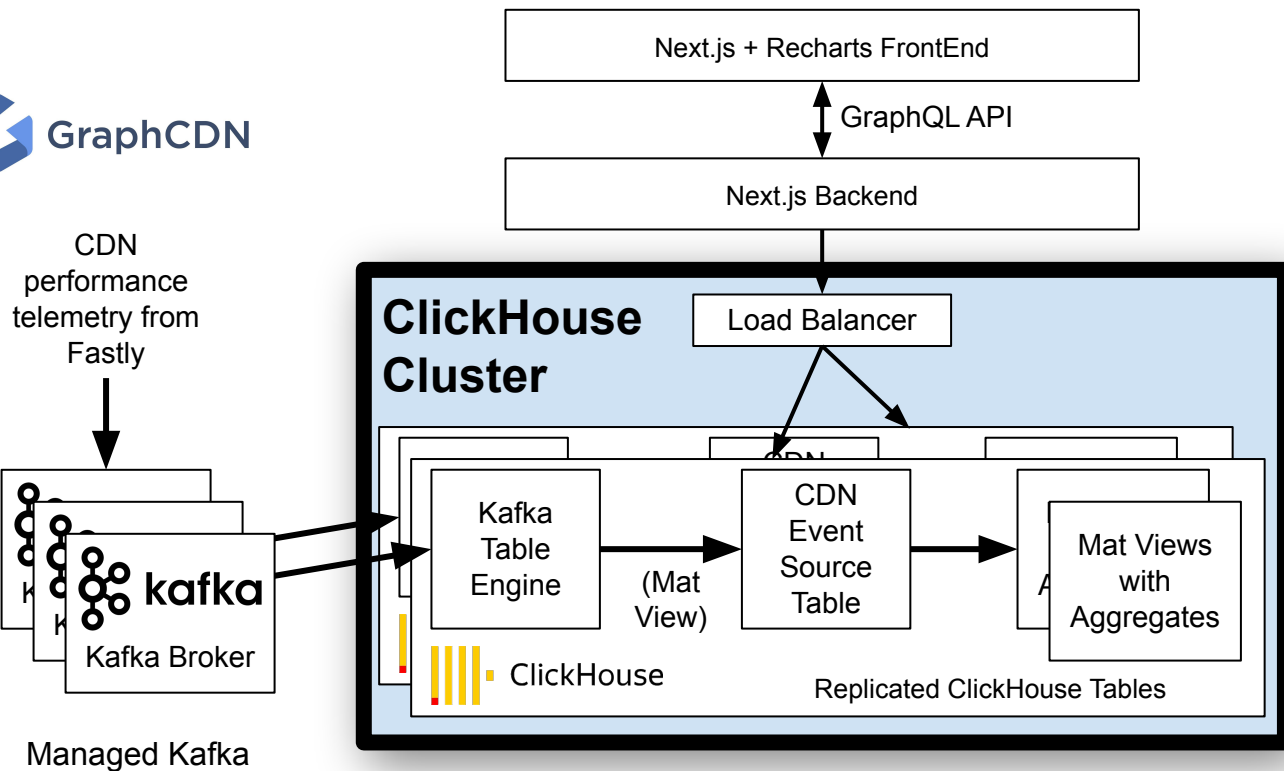 Next.js + Recharts FrontEnd
GraphQL API
GraphCDN
Next.js Backend
CDN
performance
telemetry from
Fastly
ClickHouse
Cluster
Load Balancer
CDN
Kafka
Table
Engine
(Mat
View)
CDN
Event
Source
Table
Mat Views
with
Aggregates
A
K
K
kafka
Kafka Broker
ClickHouse
Replicated ClickHouse Tables
Managed Kafka